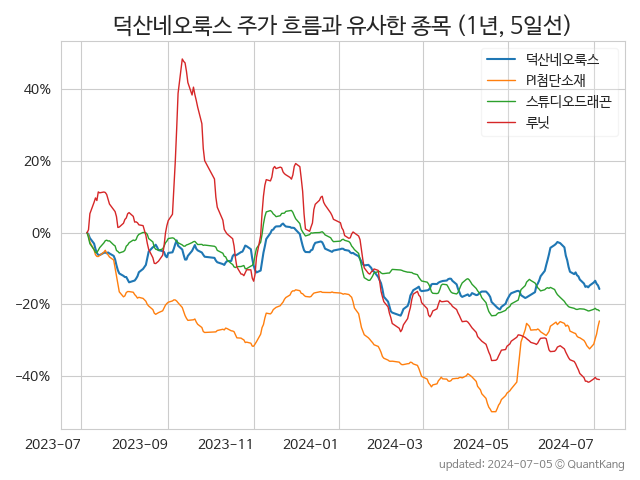 덕산네오룩스 주가 흐름과 유사한 종목 (1년, 5일선)
덕산네오룩스
PI첨단소재
스튜디오드래곤
루닛
40%
20%
0%
−20%
−40%
2023-07
2023-09
2023-11
2024-01
2024-03
2024-05
2024-07
updated: 2024-07-05 © QuantKang